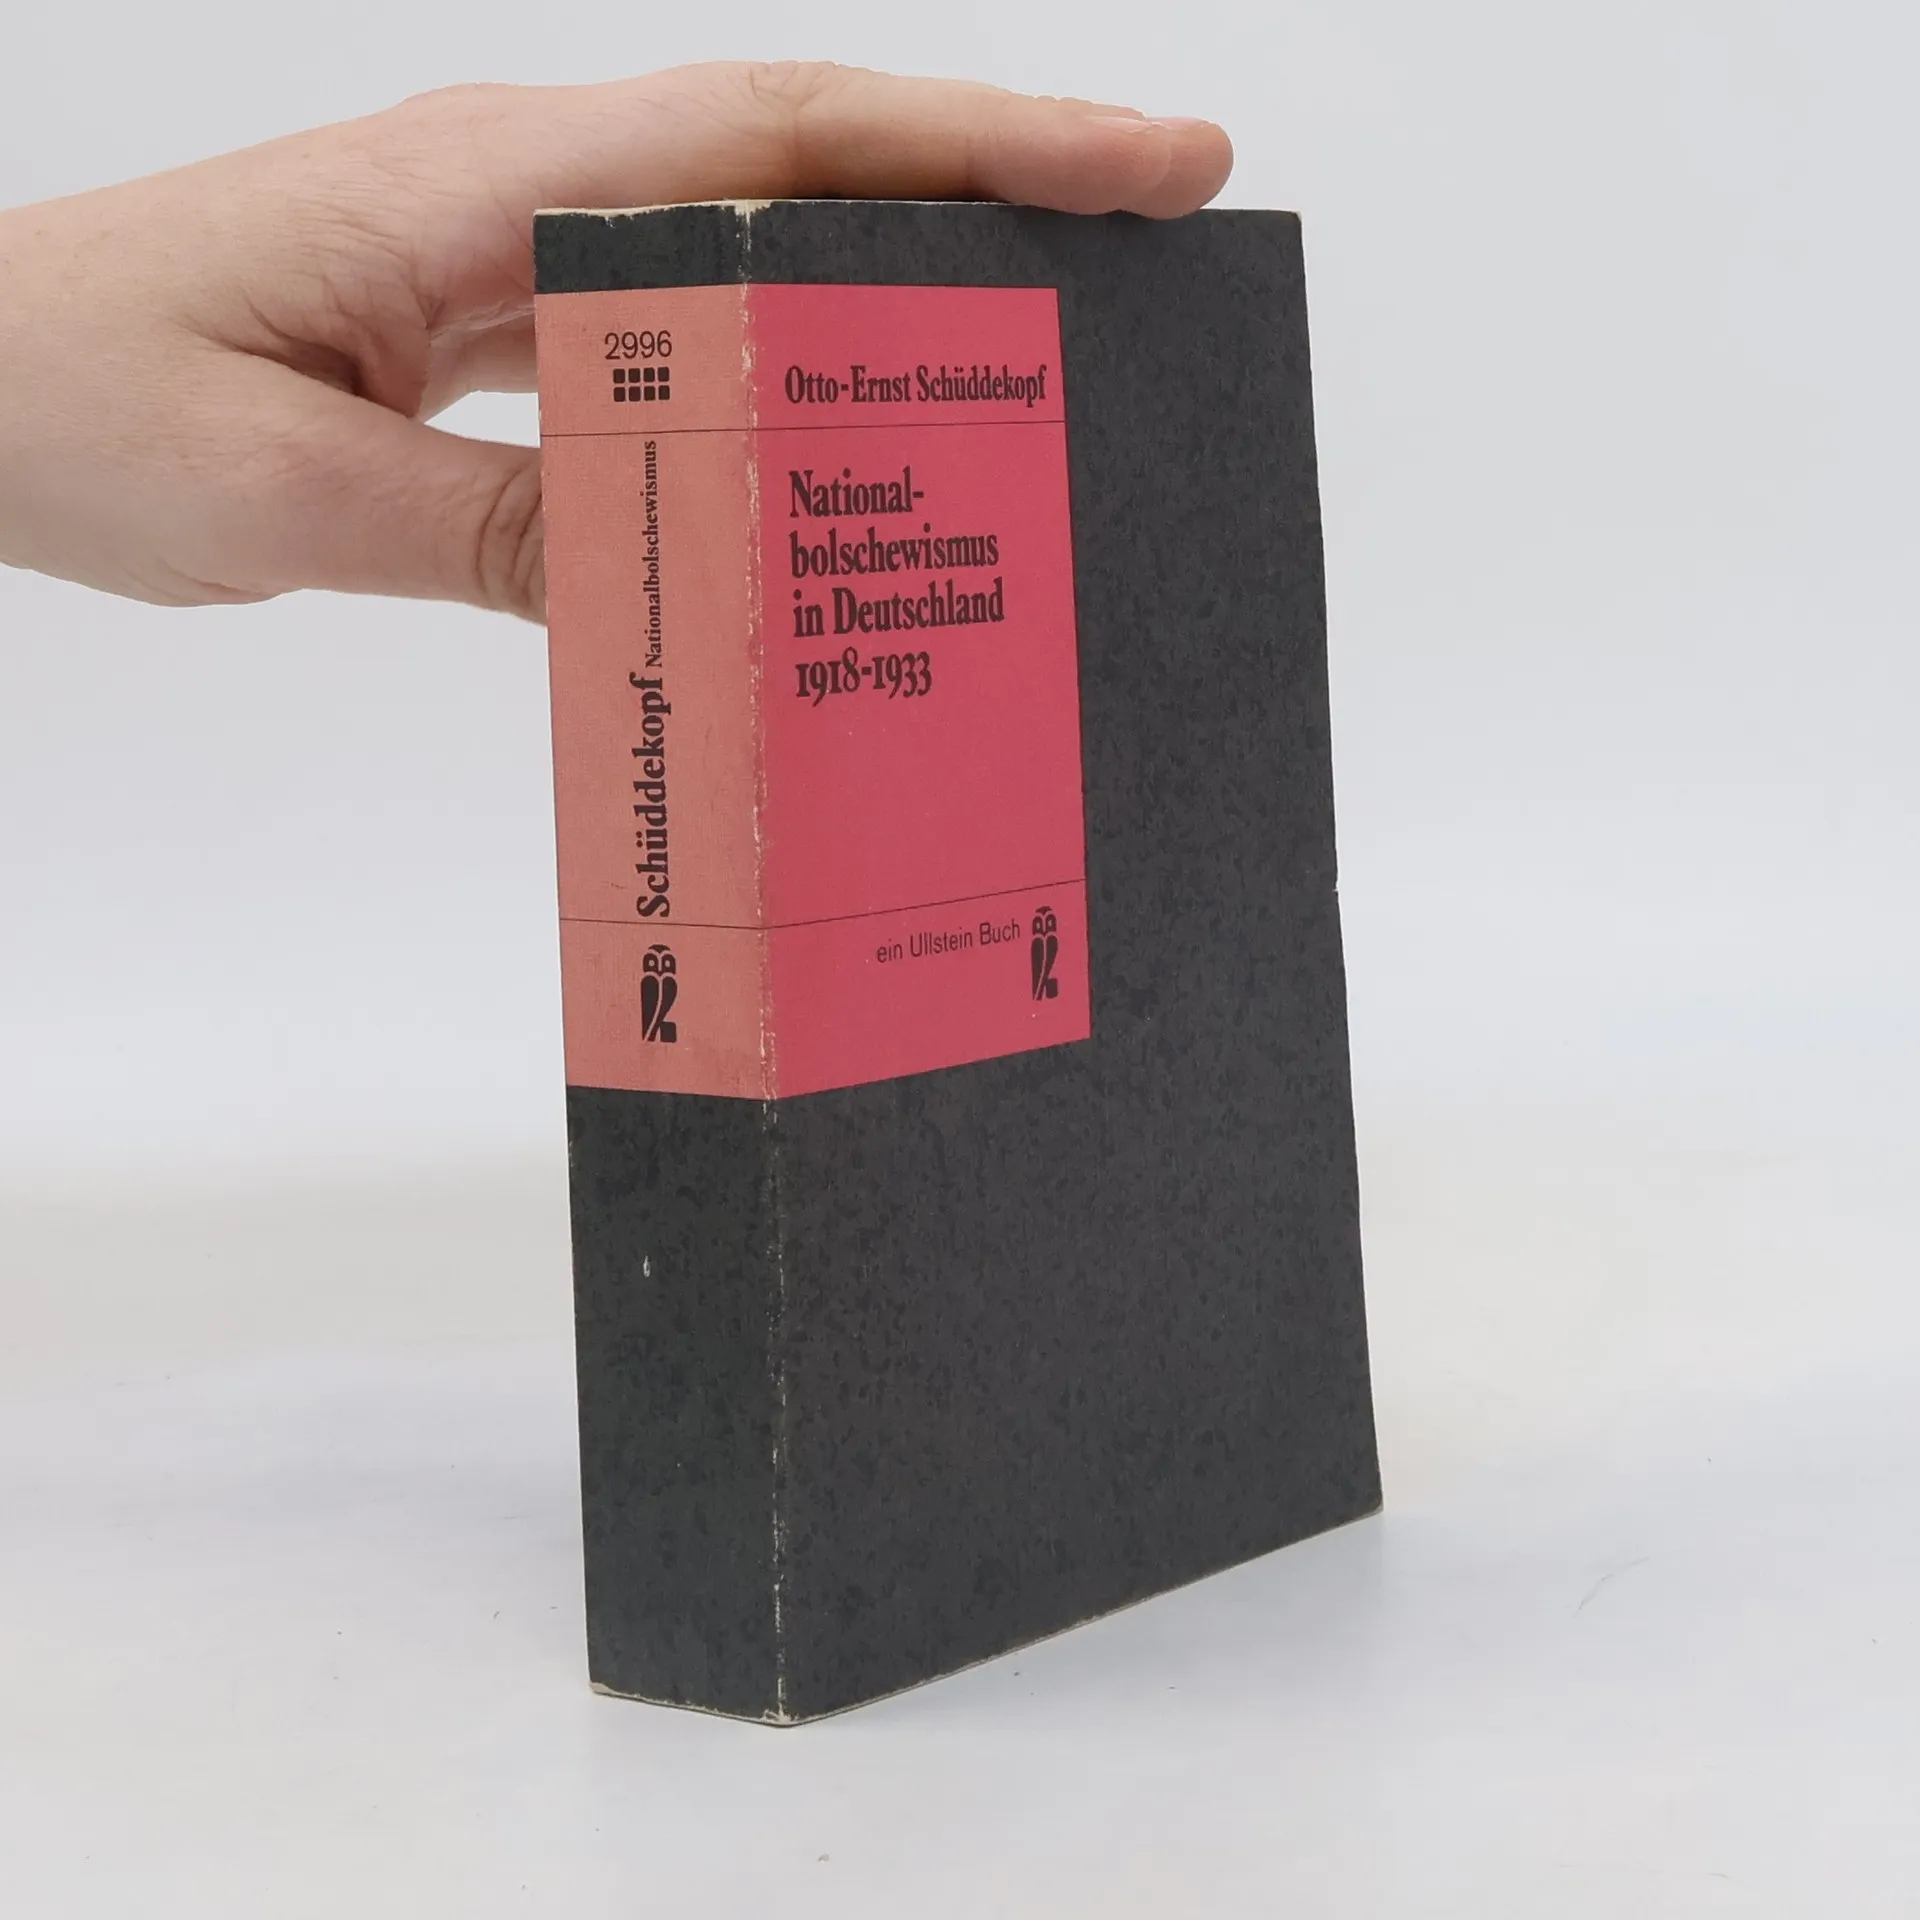 2996
Schüddekopf Nationalbolschewismus
Otto-Ernst Schüddekopf
National-
bolschewismus
in Deutschland
1918-1933
ein Ullstein Buch